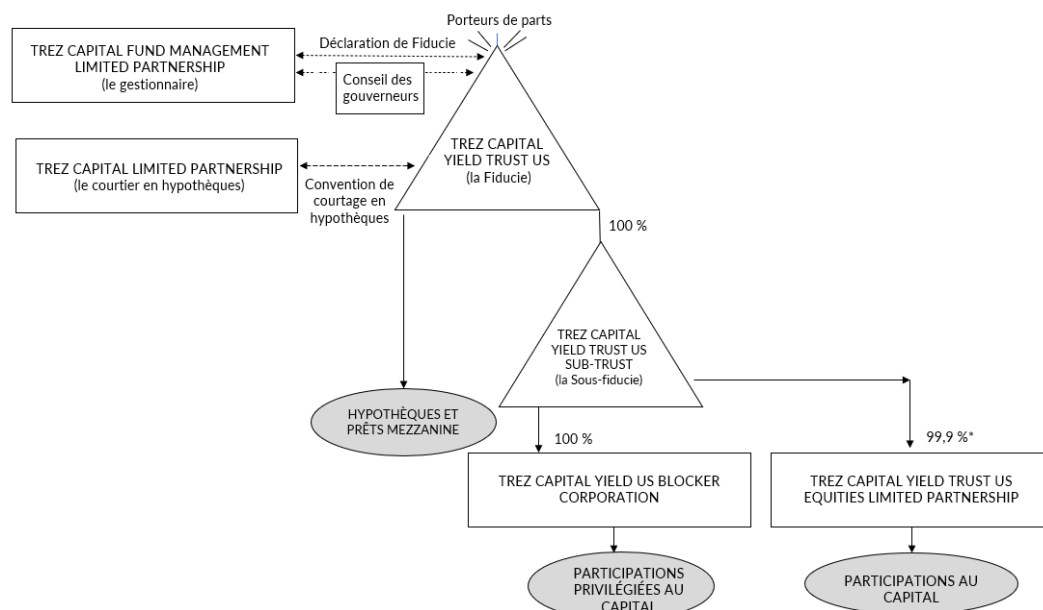 Porteurs de parts
TREZ CAPITAL FUND MANAGEMENT
LIMITED PARTNERSHIP
(le gestionnaire)
Déclaration de Fiducie
Conseil des
gouverneurs
TREZ CAPITAL
YIELD TRUST US
(la Fiducie)
TREZ CAPITAL LIMITED PARTNERSHIP
(le courtier en hypothèques)
Convention de
courtage en
hypothèques
100 %
TREZ CAPITAL
YIELD TRUST US
SUB-TRUST
(la Sous-fiducie)
HYPOTHÈQUES ET
PRÊTS MEZZANINE
100 %
99,9 %*
TREZ CAPITAL YIELD US BLOCKER
CORPORATION
TREZ CAPITAL YIELD TRUST US
EQUITIES LIMITED PARTNERSHIP
PARTICIPATIONS
PRIVILÉGIÉES AU
CAPITAL
PARTICIPATIONS AU
CAPITAL